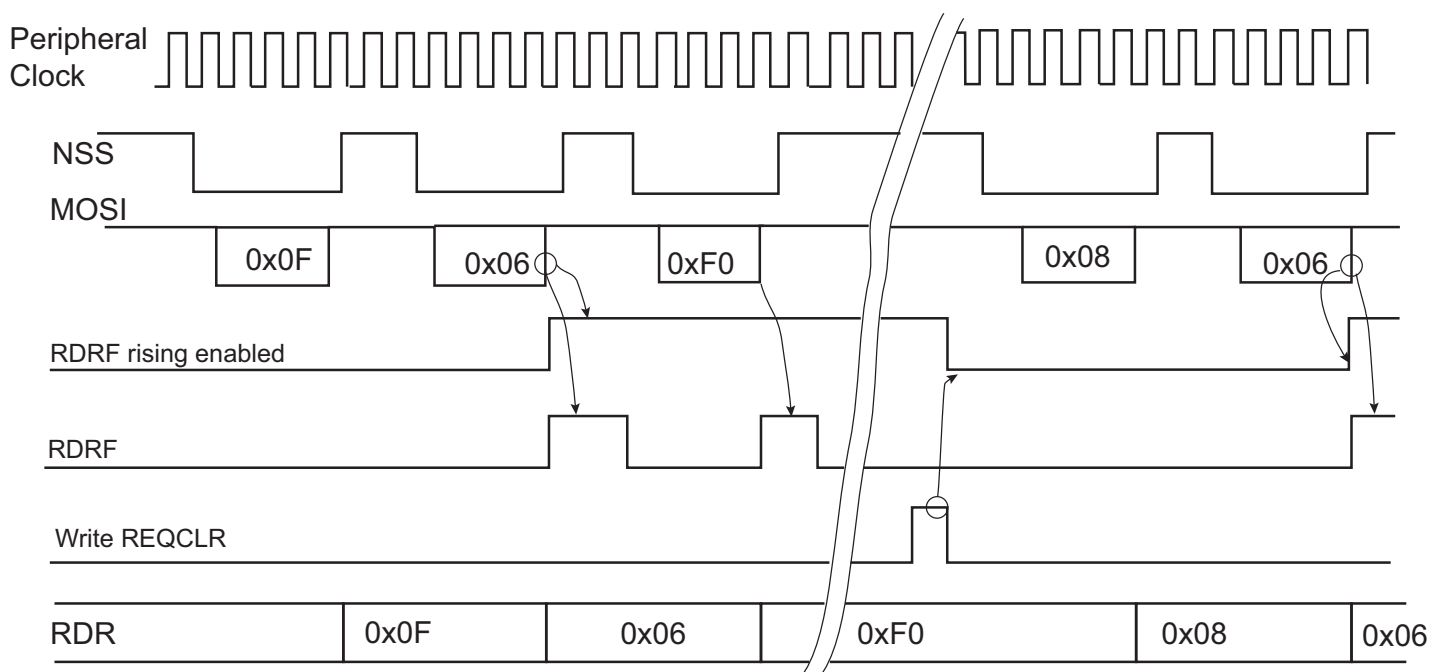 Peripheral
Clock
NSS
MOSI
0x0F 0x06 0xF0 0x08 0x06
RDRF rising enabled
RDRF
Write REQCLR
RDR 0x0F 0x06 0xF0 0x08 0x06